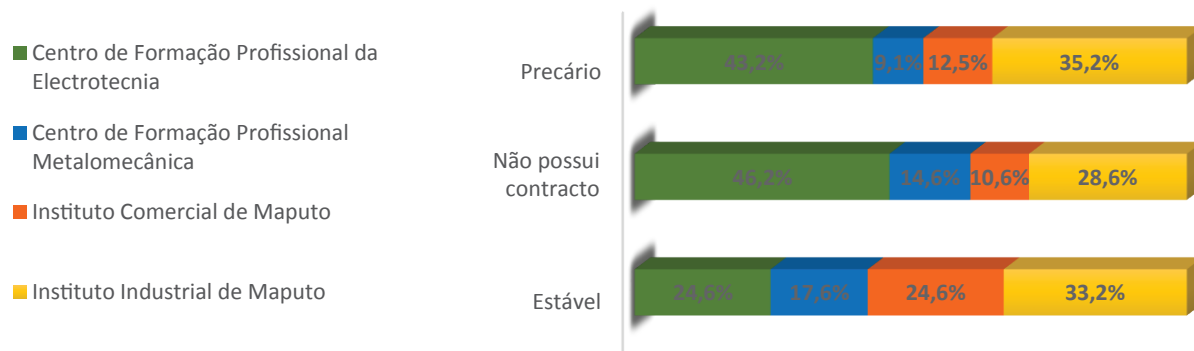 Centro de Formação Profissional da
Electrotecnia
Centro de Formação Profissional
Metalomecânica
Instituto Comercial de Maputo
Instituto Industrial de Maputo
Precário
43,2% 9,1% 12,5% 35,2%
Não possui
contracto
46,2% 14,6% 10,6% 28,6%
Estável
24,6% 17,6% 24,6% 33,2%